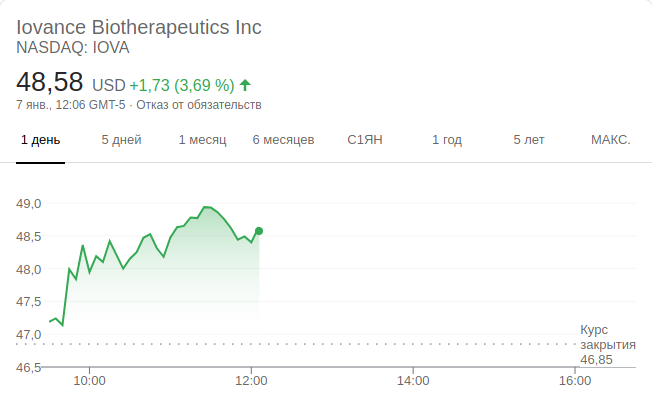 Iovance Biotherapeutics Inc
NASDAQ: IOVA
48,58 USD +1,73 (3,69 %)
7 янв., 12:06 GMT-5 · Отказ от обязательств
1 день 5 дней 1 месяц 6 месяцев С1ЯН 1 год 5 лет МАКС.
49,0
48,5
48,0
47,5
47,0
46,5
Курс
закрытия
46,85
10:00 12:00 14:00 16:00